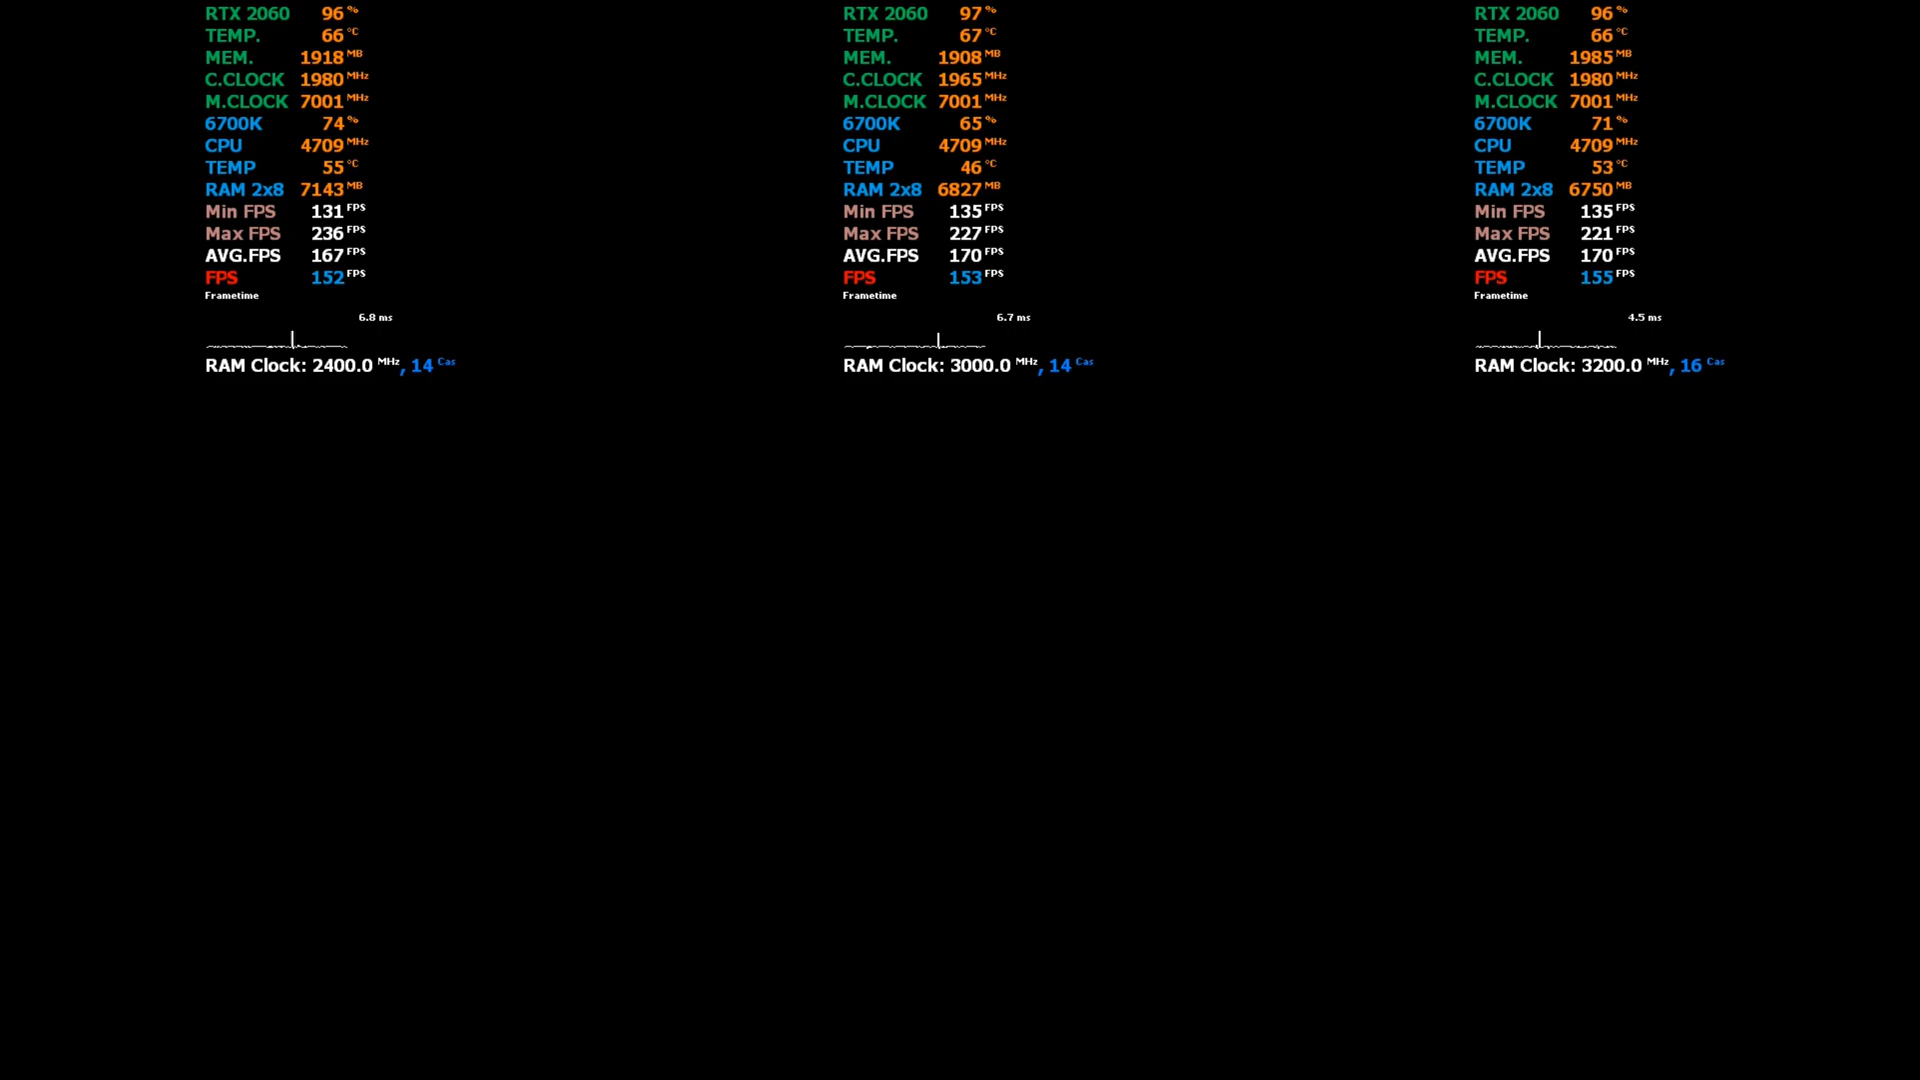 RTX 2060 96 %
TEMP. 66 °C
MEM. 1918 MB
C.CLOCK 1980 MHz
M.CLOCK 7001 MHz
6700K 74 %
CPU 4709 MHz
TEMP 55 °C
RAM 2x8 7143 MB
Min FPS 131 FPS
Max FPS 236 FPS
AVG.FPS 167 FPS
FPS 152 FPS
Frametime
6.8 ms
RAM Clock: 2400.0 MHz, 14 Cas
RTX 2060 97 %
TEMP. 67 °C
MEM. 1908 MB
C.CLOCK 1965 MHz
M.CLOCK 7001 MHz
6700K 65 %
CPU 4709 MHz
TEMP 46 °C
RAM 2x8 6827 MB
Min FPS 135 FPS
Max FPS 227 FPS
AVG.FPS 170 FPS
FPS 153 FPS
Frametime
6.7 ms
RAM Clock: 3000.0 MHz, 14 Cas
RTX 2060 96 %
TEMP. 66 °C
MEM. 1985 MB
C.CLOCK 1980 MHz
M.CLOCK 7001 MHz
6700K 71 %
CPU 4709 MHz
TEMP 53 °C
RAM 2x8 6750 MB
Min FPS 135 FPS
Max FPS 221 FPS
AVG.FPS 170 FPS
FPS 155 FPS
Frametime
4.5 ms
RAM Clock: 3200.0 MHz, 16 Cas